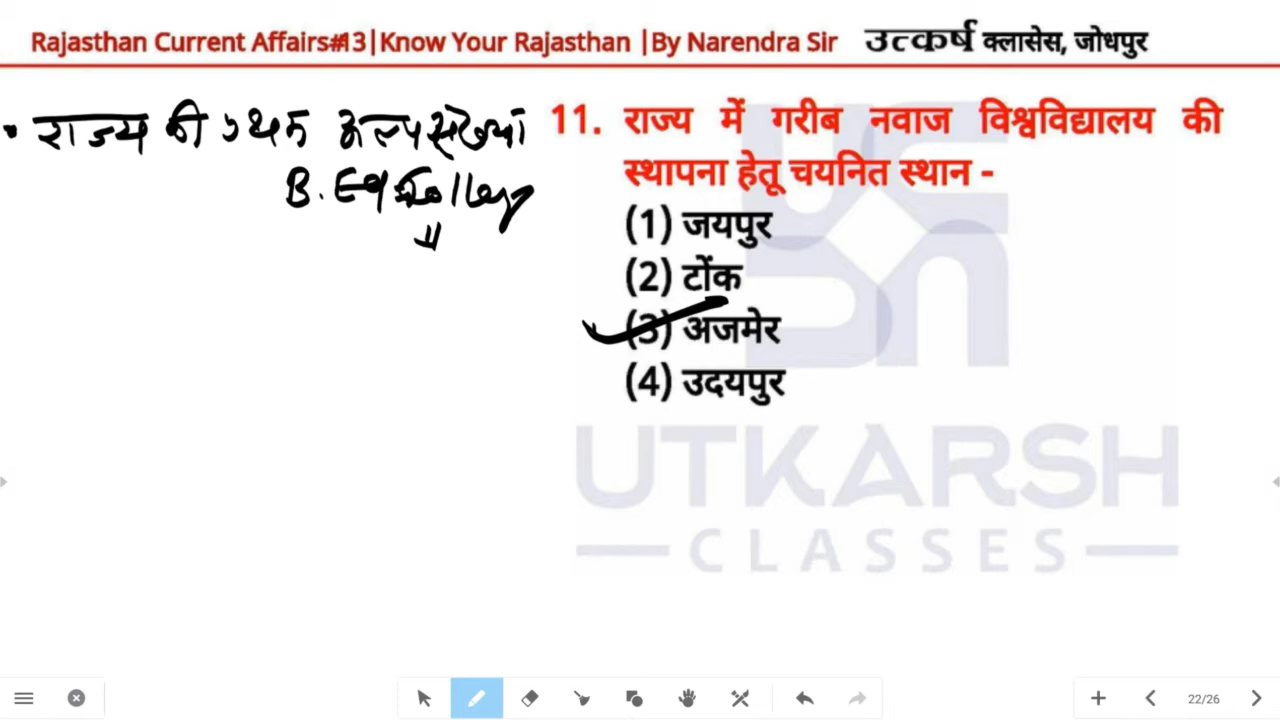 Rajasthan Current Affairs#13|Know Your Rajasthan |By Narendra Sir उत्कर्ष क्लासेस, जोधपुर
• राज्य की प्रथम अल्पसंख्यां
B. Ed College
11. राज्य में गरीब नवाज विश्वविद्यालय की
स्थापना हेतू चयनित स्थान -
(1) जयपुर
(2) टोंक
(3) अजमेर
(4) उदयपुर
UTKARSH
CLASSES
22/26